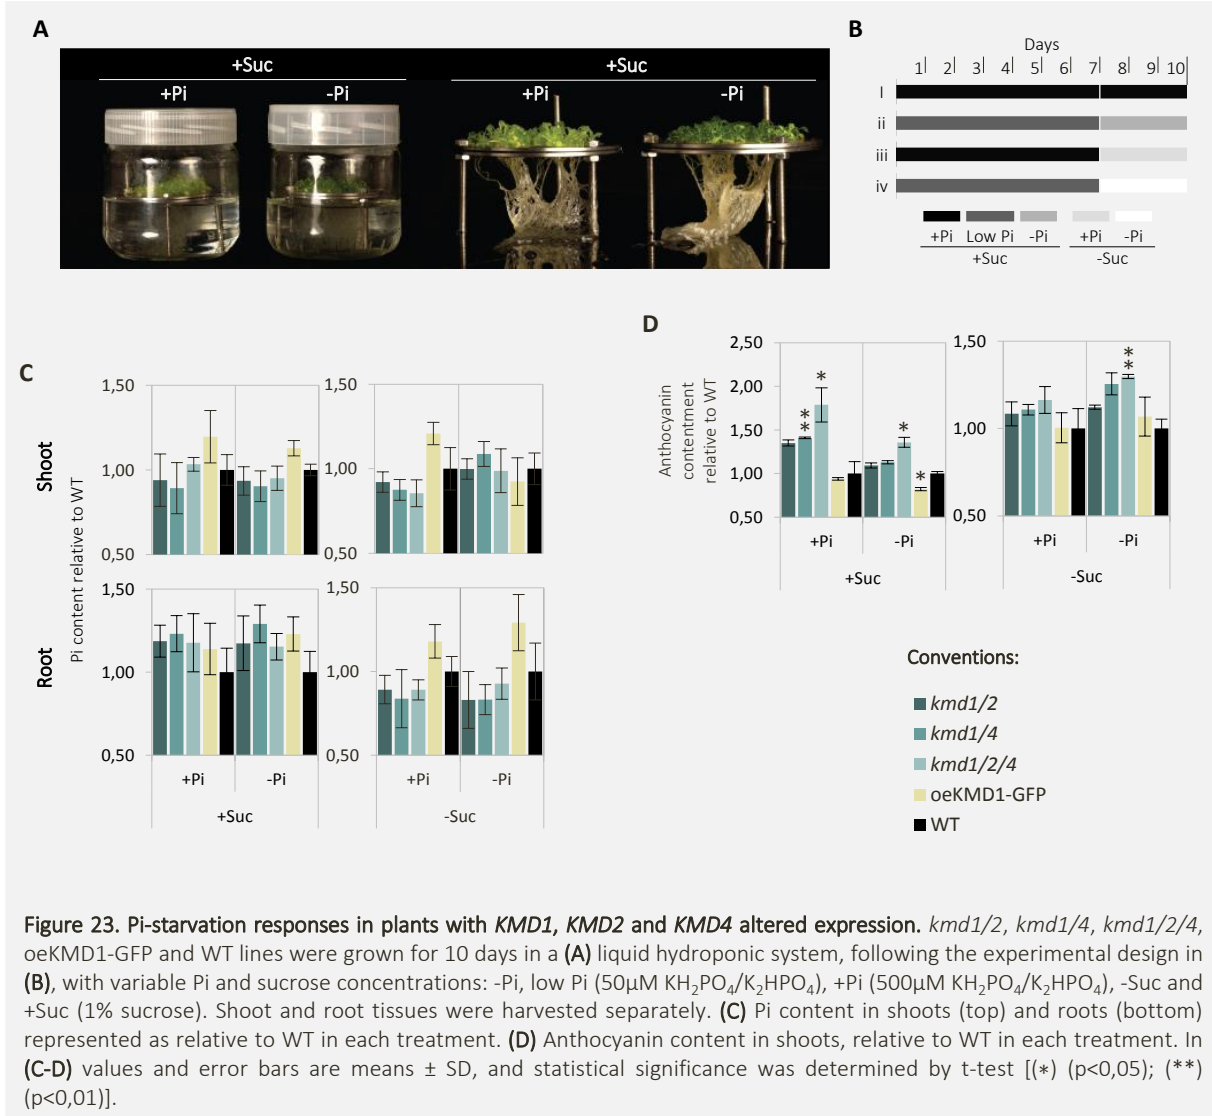 A
+Suc
+Suc
+Pi
-Pi
+Pi
-Pi
B
Days
1 2 3 4 5 6 7 8 9 10
I
ii
iii
iv
+Pi Low Pi -Pi +Pi -Pi
+Suc -Suc
C
Shoot
Root
Pi content relative to WT
1,50
1,00
0,50
1,50
1,00
0,50
1,50
1,00
0,50
1,50
1,00
0,50
+Pi -Pi +Pi -Pi
+Suc -Suc
D
Anthocyanin
contentment
relative to WT
2,50
2,00
1,50
1,00
0,50
* * * * *
1,50
1,00
0,50
* *
+Pi -Pi +Pi -Pi
+Suc -Suc
Conventions:
kmd1/2
kmd1/4
kmd1/2/4
oeKMD1-GFP
WT
Figure 23. Pi-starvation responses in plants with KMD1, KMD2 and KMD4 altered expression. kmd1/2, kmd1/4, kmd1/2/4,
oeKMD1-GFP and WT lines were grown for 10 days in a (A) liquid hydroponic system, following the experimental design in
(B), with variable Pi and sucrose concentrations: -Pi, low Pi (50µM KH₂PO₄/K₂HPO₄), +Pi (500µM KH₂PO₄/K₂HPO₄), -Suc and
+Suc (1% sucrose). Shoot and root tissues were harvested separately. (C) Pi content in shoots (top) and roots (bottom)
represented as relative to WT in each treatment. (D) Anthocyanin content in shoots, relative to WT in each treatment. In
(C-D) values and error bars are means ± SD, and statistical significance was determined by t-test [(*) (p<0,05); (**)
(p<0,01)].